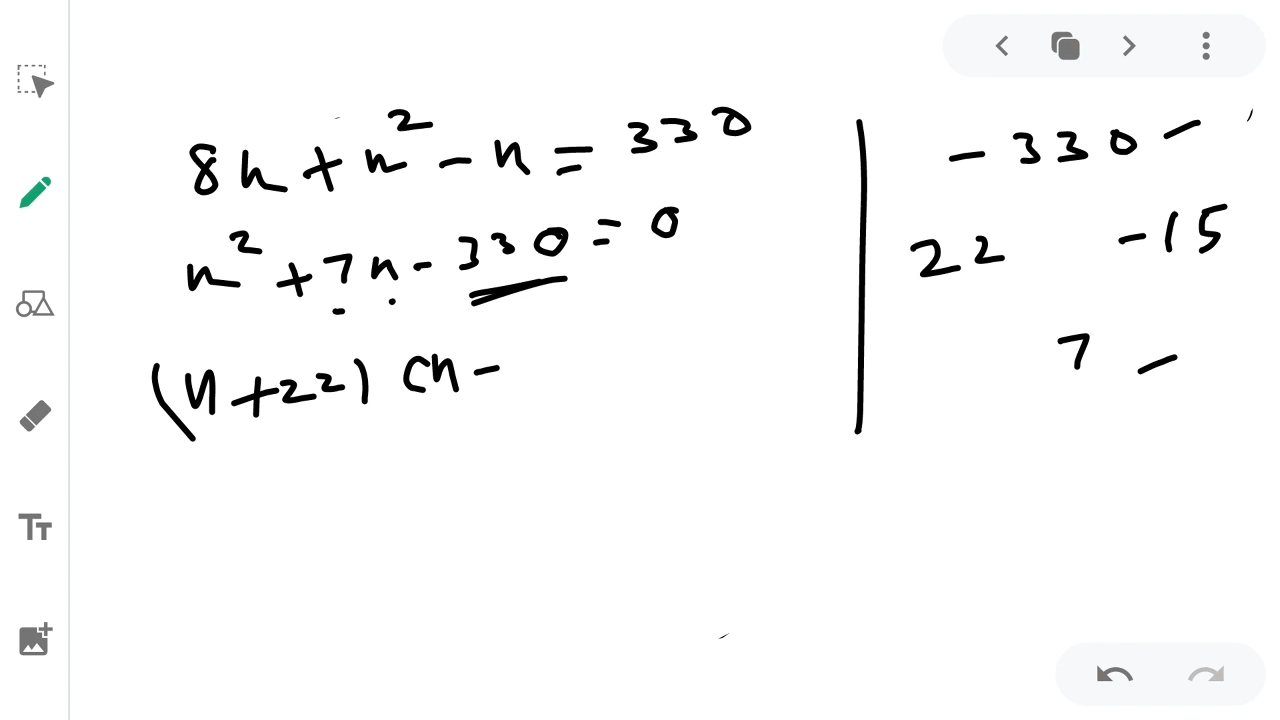 8n + n² - n = 330
n² + 7n - 330 = 0
(n + 22) (n -
- 330
22 - 15
7